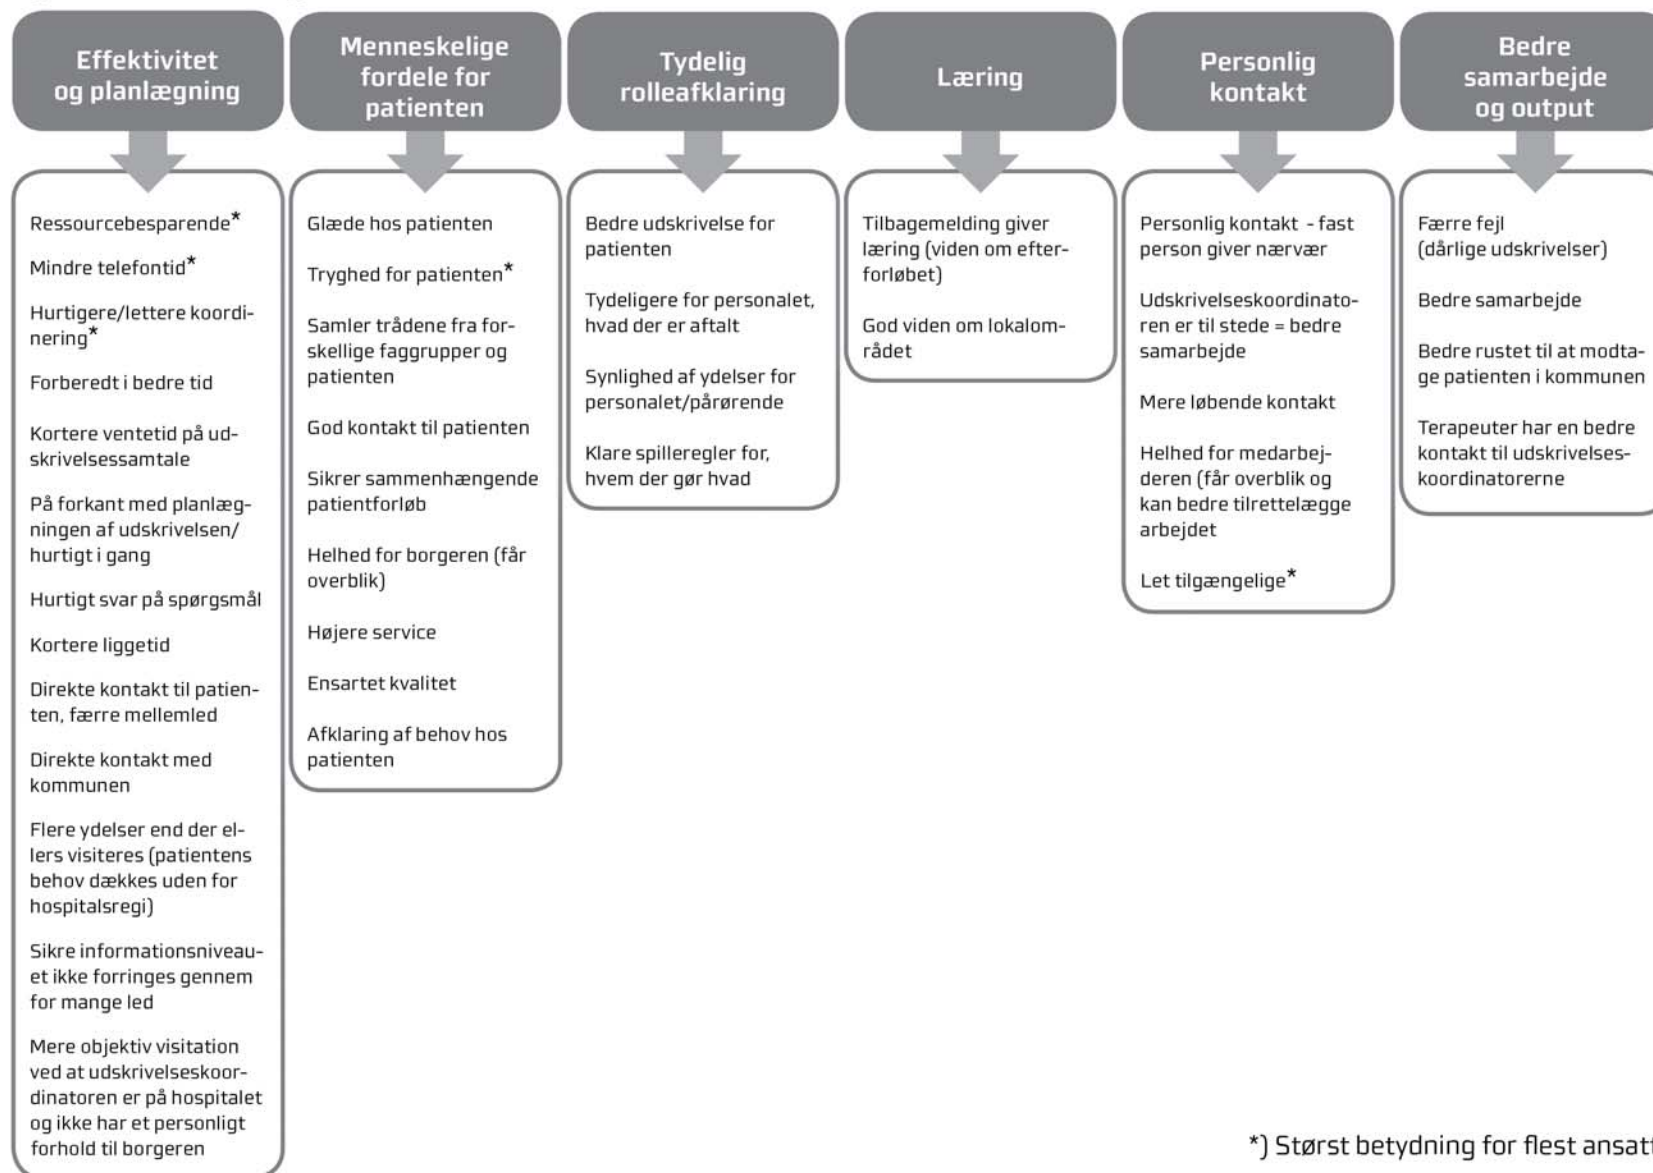 Effektivitet
og planlægning
Ressourcebesparende*
Mindre telefontid*
Hurtigere/lettere koordi-
nering*
Forberedt i bedre tid
Kortere ventetid på ud-
skrivelsessamtale
På forkant med planlæg-
ningen af udskrivelsen/
hurtigt i gang
Hurtigt svar på spørgsmål
Kortere liggetid
Direkte kontakt til patien-
ten, færre mellemled
Direkte kontakt med
kommunen
Flere ydelser end der el-
lers visiteres (patientens
behov dækkes uden for
hospitalsregi)
Sikre informationsniveau-
et ikke forringes gennem
for mange led
Mere objektiv visitation
ved at udskrivelseskoor-
dinatoren er på hospitalet
og ikke har et personligt
forhold til borgeren
Menneskelige
fordele for
patienten
Glæde hos patienten
Tryghed for patienten*
Samler trådene fra for-
skellige faggrupper og
patienten
God kontakt til patienten
Sikrer sammenhængende
patientforløb
Helhed for borgeren (får
overblik)
Højere service
Ensartet kvalitet
Afklaring af behov hos
patienten
Tydelig
rolleafklaring
Bedre udskrivelse for
patienten
Tydeligere for personalet,
hvad der er aftalt
Synlighed af ydelser for
personalet/pårørende
Klare spilleregler for,
hvem der gør hvad
Læring
Tilbagemelding giver
læring (viden om efter-
forløbet)
God viden om lokalom-
rådet
Personlig
kontakt
Personlig kontakt - fast
person giver nærvær
Udskrivelseskoordinato-
ren er til stede = bedre
samarbejde
Mere løbende kontakt
Helhed for medarbej-
deren (får overblik og
kan bedre tilrettelægge
arbejdet
Let tilgængelige*
Bedre
samarbejde
og output
Færre fejl
(dårlige udskrivelser)
Bedre samarbejde
Bedre rustet til at modta-
ge patienten i kommunen
Terapeuter har en bedre
kontakt til udskrivelses-
koordinatorerne
*) Størst betydning for flest